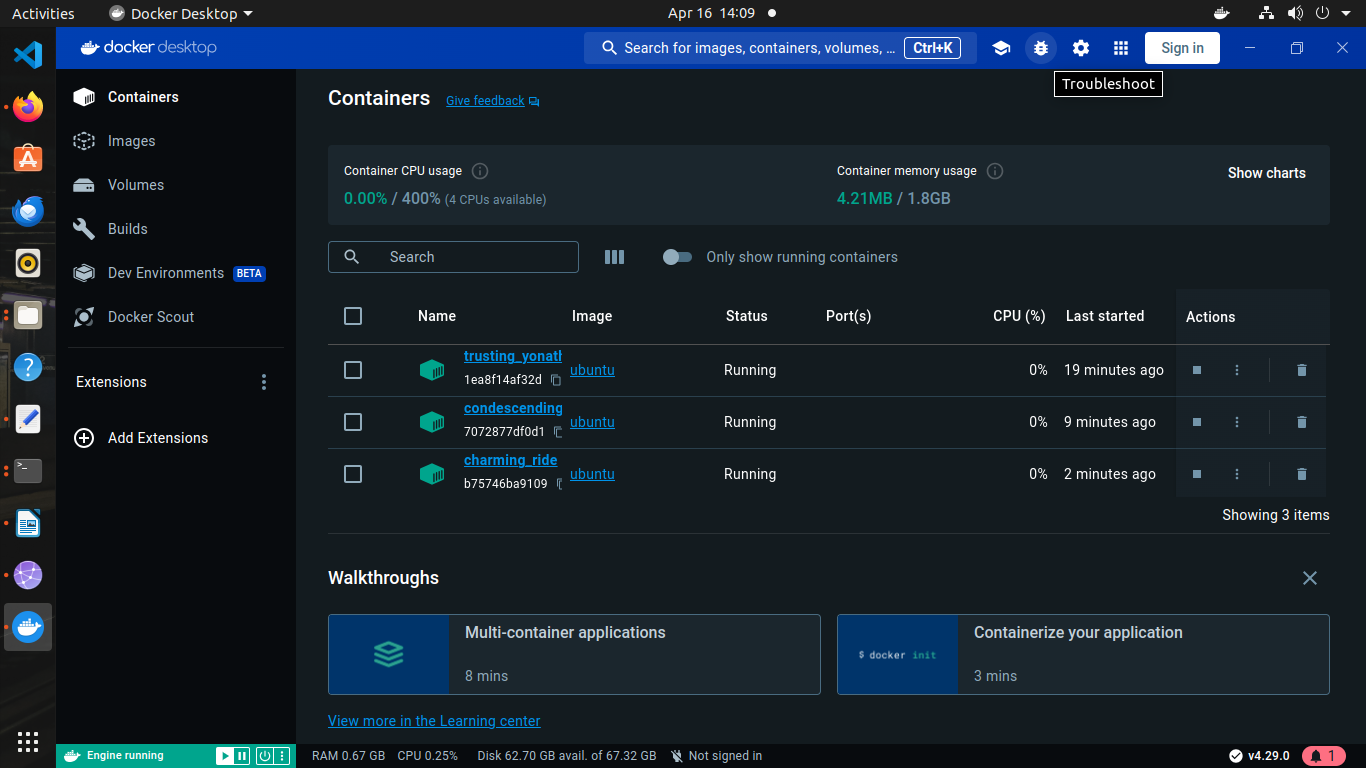 Activities Docker Desktop Apr 16 14:09
docker desktop Search for images, containers, volumes, ... Ctrl+K Sign in
Troubleshoot
Containers
Images
Volumes
Builds
Dev Environments BETA
Docker Scout
Extensions
Add Extensions
Containers Give feedback
Container CPU usage
0.00% / 400% (4 CPUs available)
Container memory usage
4.21MB / 1.8GB
Show charts
Search Only show running containers
Name Image Status Port(s) CPU (%) Last started Actions
trusting_yonath
1ea8f14af32d ubuntu Running 0% 19 minutes ago
condescending
7072877df0d1 ubuntu Running 0% 9 minutes ago
charming_ride
b75746ba9109 ubuntu Running 0% 2 minutes ago
Showing 3 items
Walkthroughs
Multi-container applications
8 mins
$ docker init
Containerize your application
3 mins
View more in the Learning center
Engine running RAM 0.67 GB CPU 0.25% Disk 62.70 GB avail. of 67.32 GB Not signed in v4.29.0 1